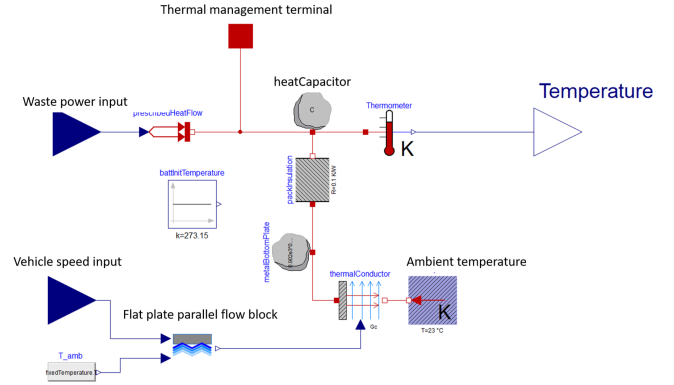 Thermal management terminal
heatCapacitor
Temperature
Waste power input
prescribedHeatFlow
C
Thermometer
K
battInitTemperature
packInsulation
R=0.1 K/W
k=273.15
metalBottomPlate
Vehicle speed input
thermalConductor
Ambient temperature
K
Flat plate parallel flow block
Gc
T=23 °C
T_amb
fixedTemperature.